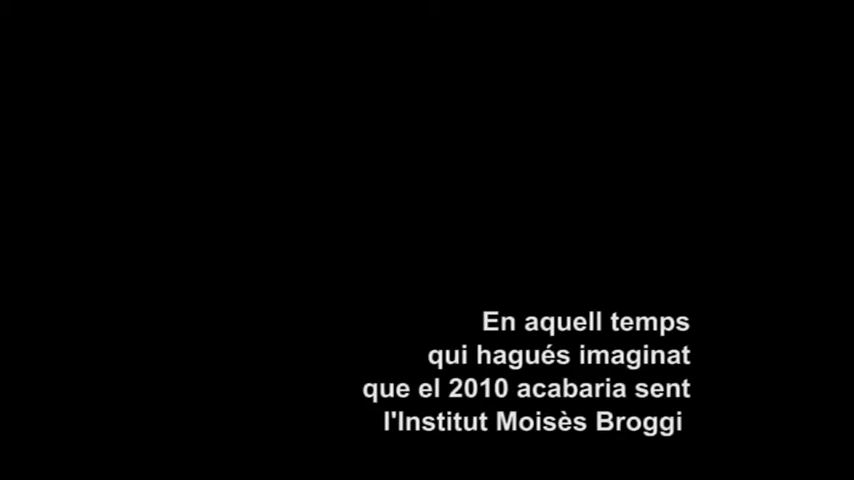 En aquell temps
qui hagués imaginat
que el 2010 acabaria sent
l'Institut Moisès Broggi